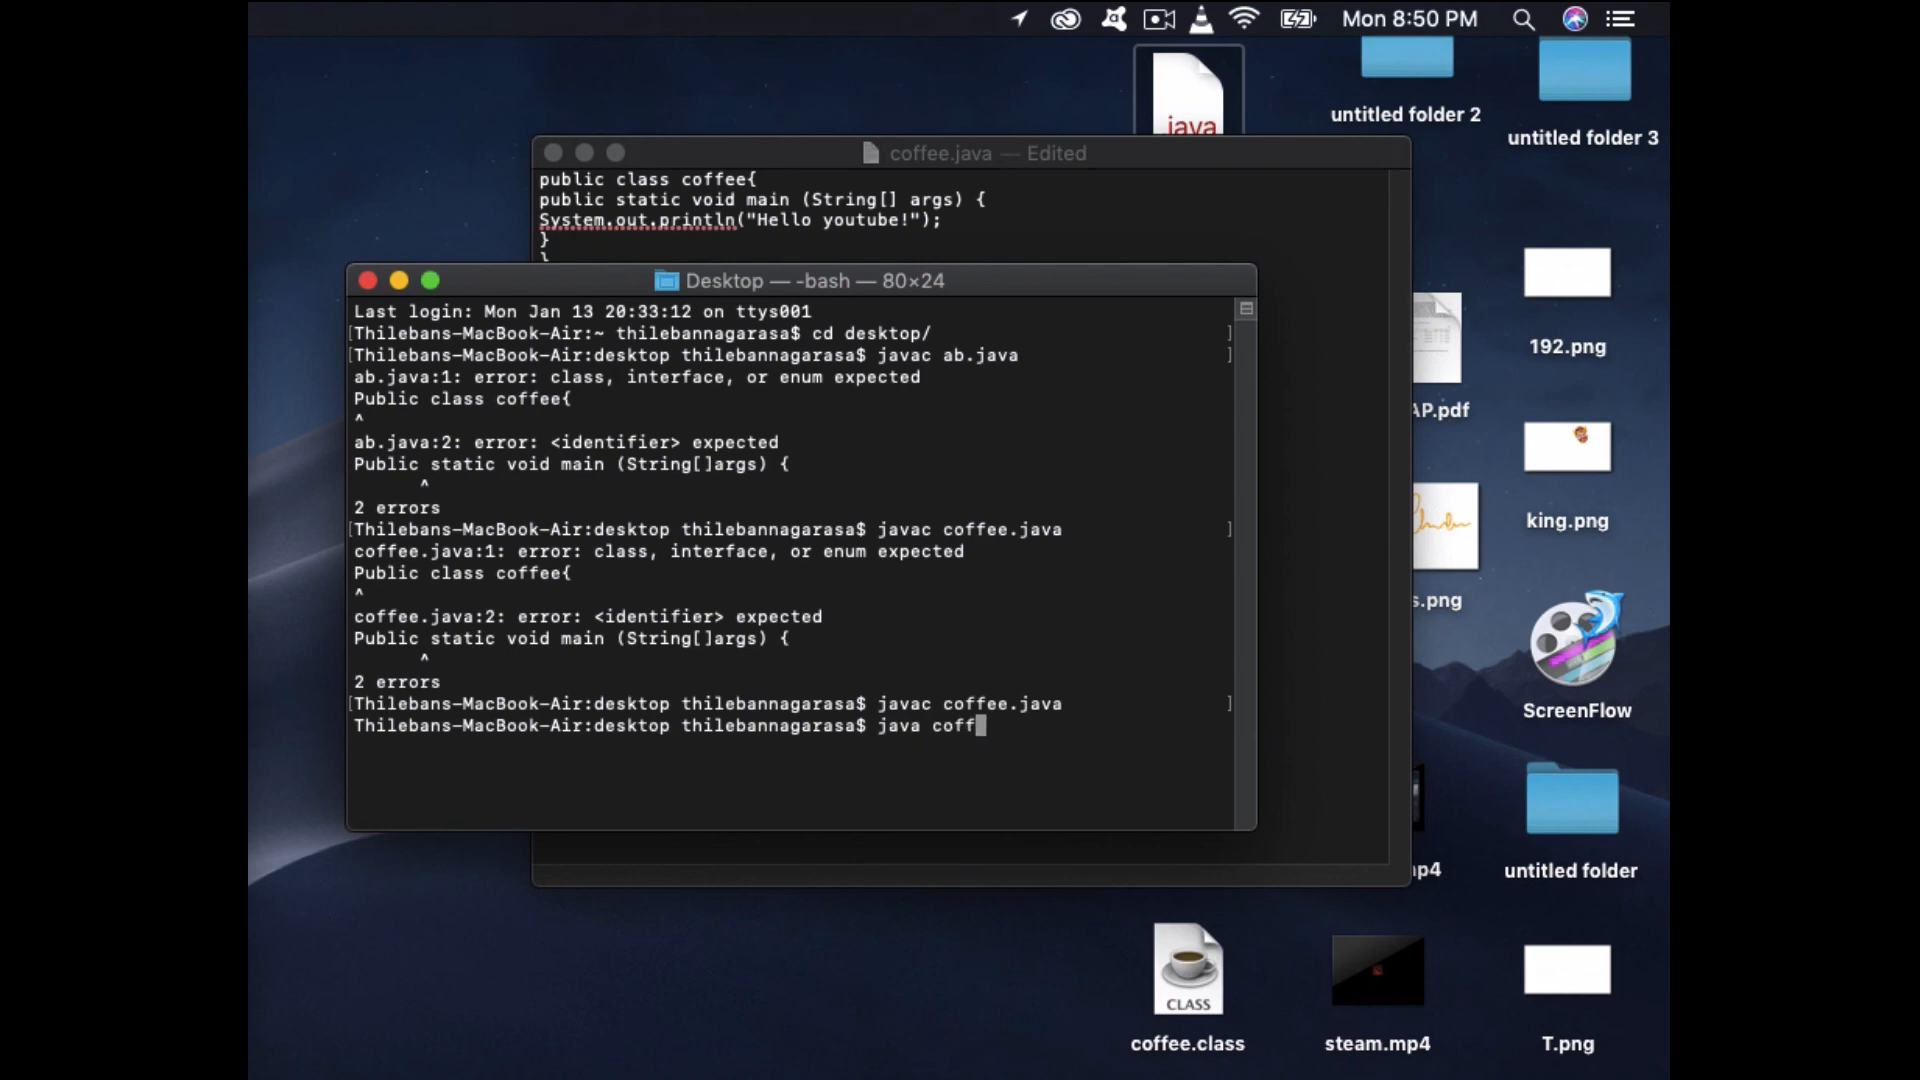 Mon 8:50 PM
java
untitled folder 2
untitled folder 3
coffee.java — Edited
public class coffee{
public static void main (String[] args) {
System.out.println("Hello youtube!");
}
}
Desktop — -bash — 80×24
Last login: Mon Jan 13 20:33:12 on ttys001
[Thilebans-MacBook-Air:~ thilebannagarasa$ cd desktop/ ]
[Thilebans-MacBook-Air:desktop thilebannagarasa$ javac ab.java ]
ab.java:1: error: class, interface, or enum expected
Public class coffee{
^
ab.java:2: error: <identifier> expected
Public static void main (String[]args) {
^
2 errors
[Thilebans-MacBook-Air:desktop thilebannagarasa$ javac coffee.java ]
coffee.java:1: error: class, interface, or enum expected
Public class coffee{
^
coffee.java:2: error: <identifier> expected
Public static void main (String[]args) {
^
2 errors
[Thilebans-MacBook-Air:desktop thilebannagarasa$ javac coffee.java ]
Thilebans-MacBook-Air:desktop thilebannagarasa$ java coff
192.png
AP.pdf
king.png
s.png
ScreenFlow
mp4
untitled folder
CLASS
coffee.class
steam.mp4
T.png